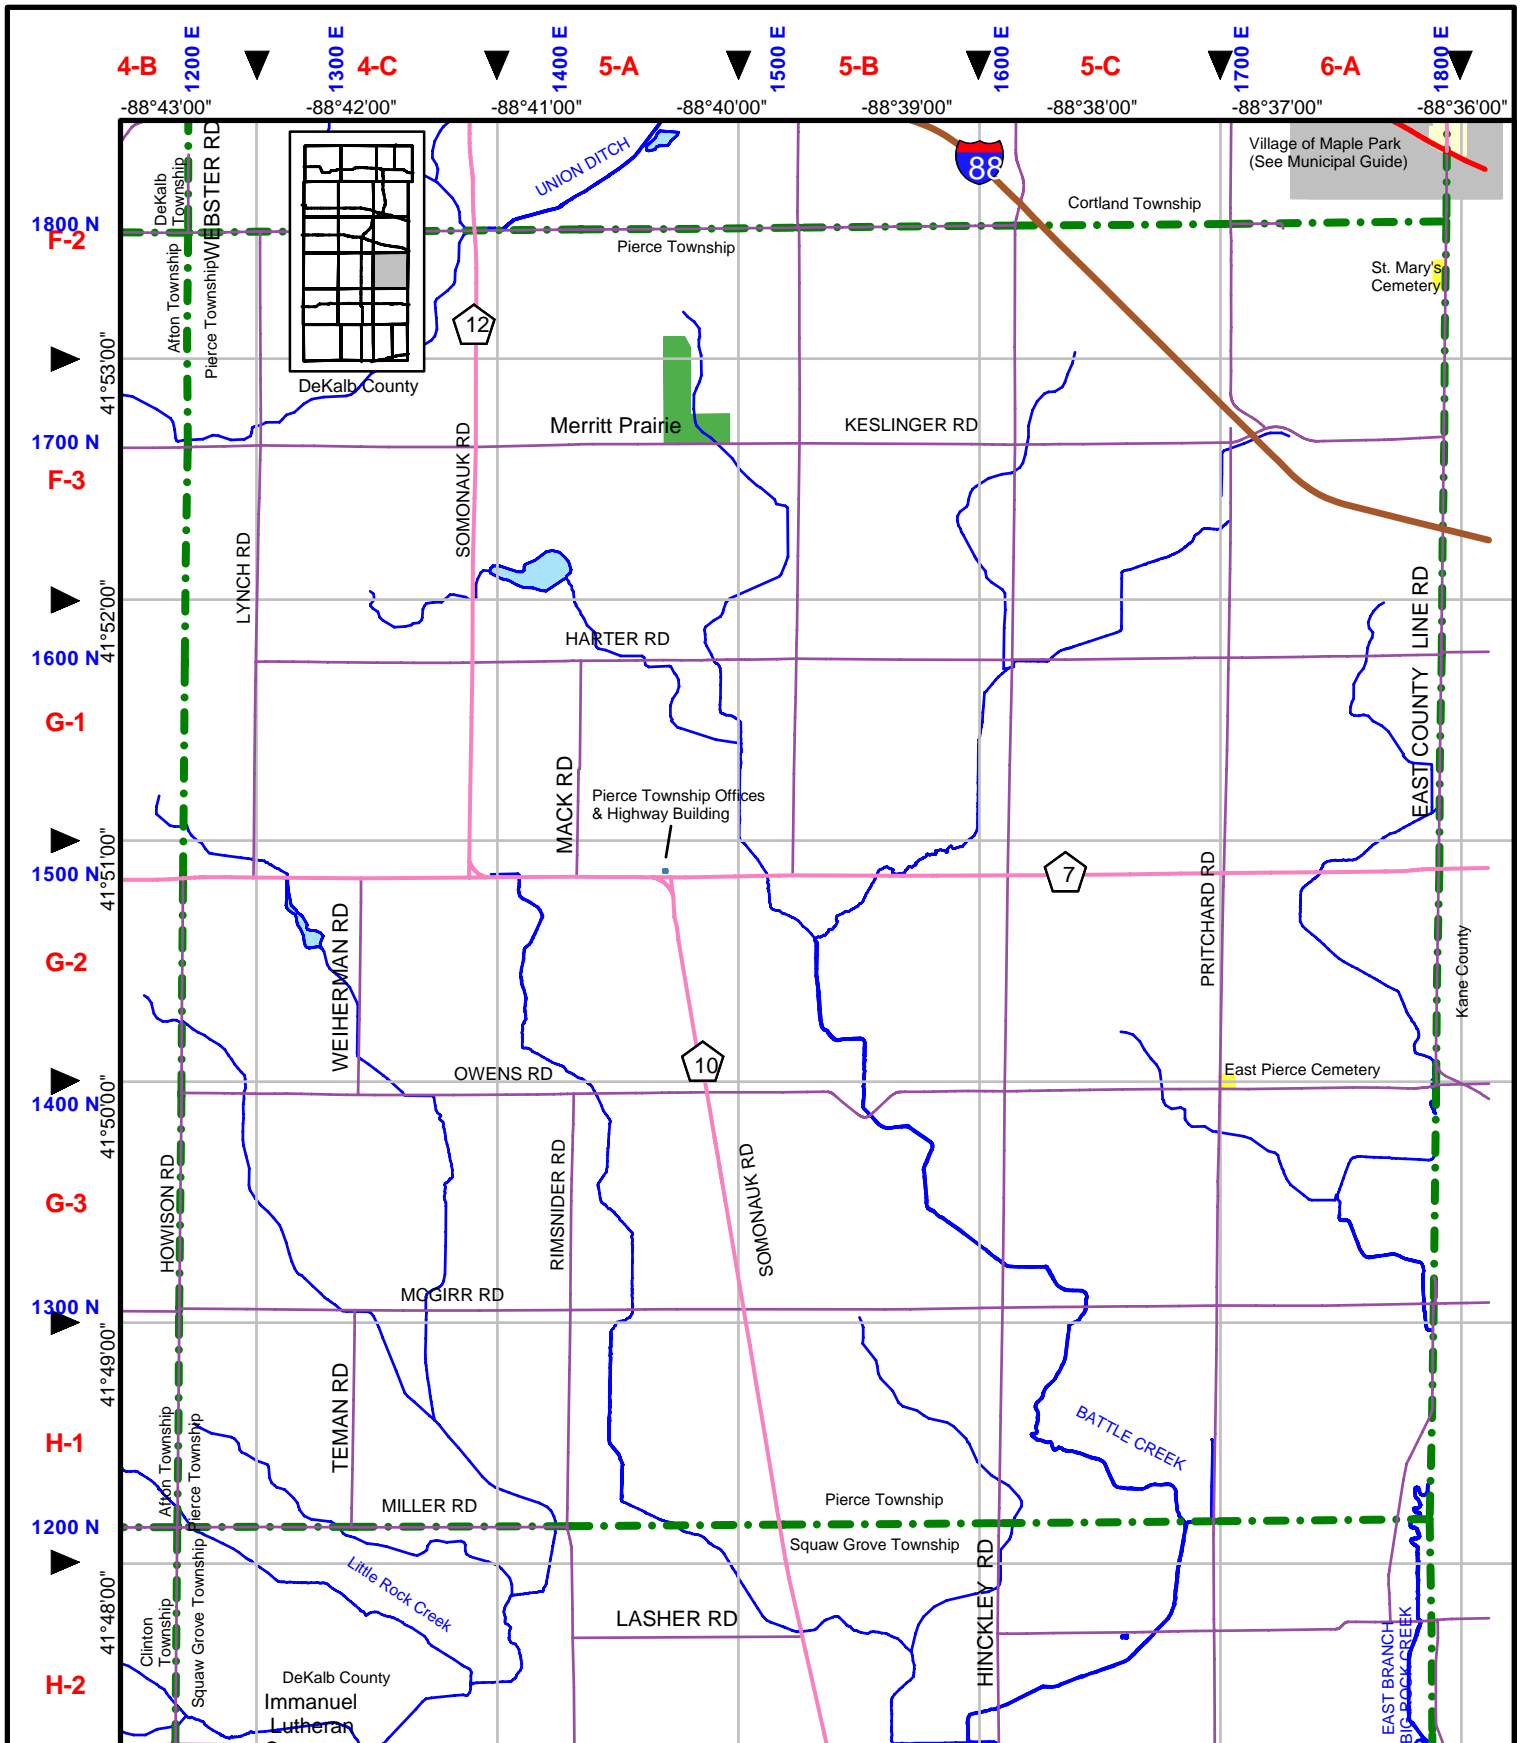 4-B
1200 E
1300 E
4-C
1400 E
5-A
1500 E
5-B
1600 E
5-C
1700 E
6-A
1800 E
-88°43'00"
-88°42'00"
-88°41'00"
-88°40'00"
-88°39'00"
-88°38'00"
-88°37'00"
-88°36'00"
DeKalb
Township
WEBSTER RD
UNION DITCH
88
Village of Maple Park
(See Municipal Guide)
Cortland Township
1800 N
F-2
Afton Township
Pierce Township
Pierce Township
St. Mary's
Cemetery
12
41°53'00"
DeKalb County
Merritt Prairie
KESLINGER RD
1700 N
F-3
SOMONAUK RD
LYNCH RD
41°52'00"
HARTER RD
1600 N
EAST COUNTY LINE RD
G-1
MACK RD
Pierce Township Offices
& Highway Building
41°51'00"
1500 N
7
PRITCHARD RD
WEIHERMAN RD
G-2
Kane County
10
OWENS RD
East Pierce Cemetery
41°50'00"
1400 N
HOWISON RD
RIMSNIDER RD
SOMONAUK RD
G-3
MCGIRR RD
1300 N
41°49'00"
TEMAN RD
BATTLE CREEK
H-1
Afton Township
Pierce Township
MILLER RD
Pierce Township
1200 N
Squaw Grove Township
Little Rock Creek
41°48'00"
Clinton
Township
Squaw Grove Township
LASHER RD
HINCKLEY RD
EAST BRANCH
BIG ROCK CREEK
H-2
DeKalb County
Immanuel
Lutheran